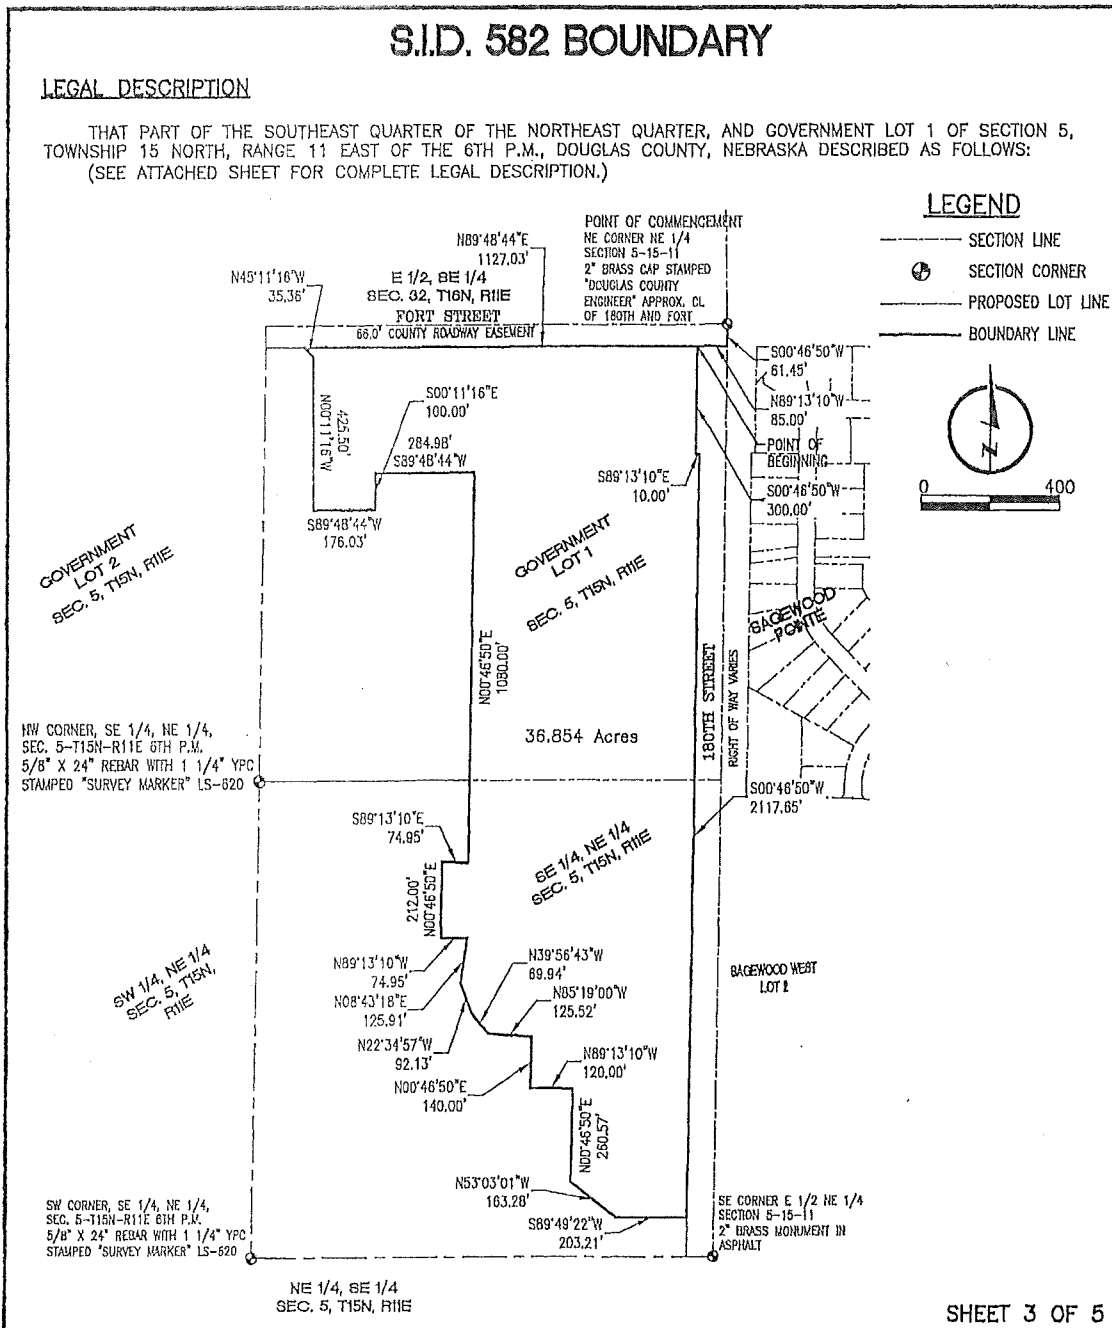 S.I.D. 582 BOUNDARY
LEGAL DESCRIPTION
THAT PART OF THE SOUTHEAST QUARTER OF THE NORTHEAST QUARTER, AND GOVERNMENT LOT 1 OF SECTION 5,
TOWNSHIP 15 NORTH, RANGE 11 EAST OF THE 6TH P.M., DOUGLAS COUNTY, NEBRASKA DESCRIBED AS FOLLOWS:
(SEE ATTACHED SHEET FOR COMPLETE LEGAL DESCRIPTION.)
LEGEND
SECTION LINE
SECTION CORNER
PROPOSED LOT LINE
BOUNDARY LINE
N
0 400
POINT OF COMMENCEMENT
NE CORNER NE 1/4
SECTION 5-15-11
2" BRASS CAP STAMPED
"DOUGLAS COUNTY
ENGINEER" APPROX. CL
OF 180TH AND FORT
N89°48'44"E
1127.03'
N45°11'16"W
35.36'
E 1/2, SE 1/4
SEC. 32, T16N, R11E
FORT STREET
66.0' COUNTY ROADWAY EASEMENT
S00°46'50"W
61.45'
N89°13'10"W
85.00'
POINT OF
BEGINNING
S00°46'50"W
300.00'
S00°11'16"E
100.00'
N00°11'16"W
425.50'
284.98'
S89°48'44"W
S89°13'10"E
10.00'
S89°48'44"W
176.03'
GOVERNMENT
LOT 2
SEC. 5, T15N, R11E
GOVERNMENT
LOT 1
SEC. 5, T15N, R11E
SAGEWOOD
POINTE
N00°46'50"E
1080.00'
180TH STREET
RIGHT OF WAY VARIES
36.854 Acres
NW CORNER, SE 1/4, NE 1/4,
SEC. 5-T15N-R11E 6TH P.M.
5/8" X 24" REBAR WITH 1 1/4" YPC
STAMPED "SURVEY MARKER" LS-620
S00°46'50"W
2117.65'
S89°13'10"E
74.95'
SE 1/4, NE 1/4
SEC. 5, T15N, R11E
212.00'
N00°46'50"E
SW 1/4, NE 1/4
SEC. 5, T15N,
R11E
N89°13'10"W
74.95'
N39°56'43"W
69.94'
SAGEWOOD WEST
LOT 1
N08°43'18"E
125.91'
N85°19'00"W
125.52'
N22°34'57"W
92.13'
N89°13'10"W
120.00'
N00°46'50"E
140.00'
N00°46'50"E
260.57'
N53°03'01"W
163.28'
S89°49'22"W
203.21'
SW CORNER, SE 1/4, NE 1/4,
SEC. 5-T15N-R11E 6TH P.M.
5/8" X 24" REBAR WITH 1 1/4" YPC
STAMPED "SURVEY MARKER" LS-620
SE CORNER E 1/2 NE 1/4
SECTION 5-15-11
2" BRASS MONUMENT IN
ASPHALT
NE 1/4, SE 1/4
SEC. 5, T15N, R11E
SHEET 3 OF 5